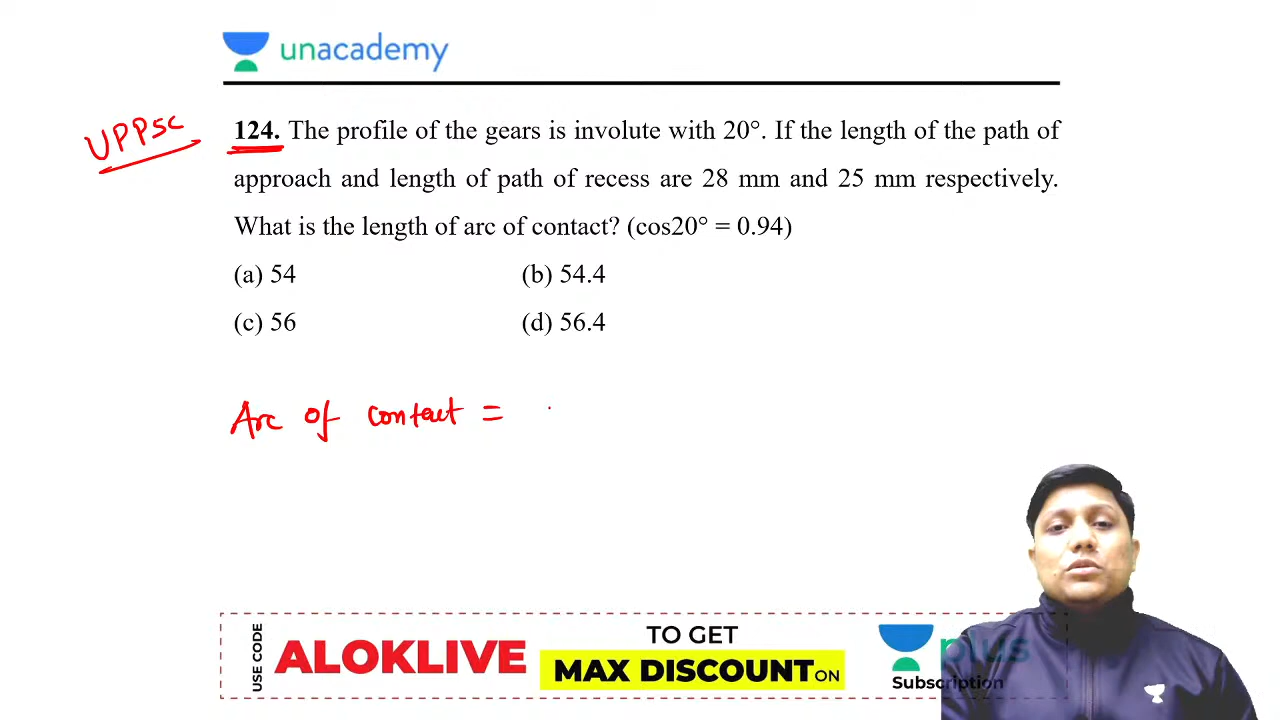 unacademy
UPPSC
124. The profile of the gears is involute with 20°. If the length of the path of
approach and length of path of recess are 28 mm and 25 mm respectively.
What is the length of arc of contact? (cos20° = 0.94)
(a) 54 (b) 54.4
(c) 56 (d) 56.4
Arc of contact =
USE CODE
ALOKLIVE
TO GET
MAX DISCOUNT ON
plus
Subscription